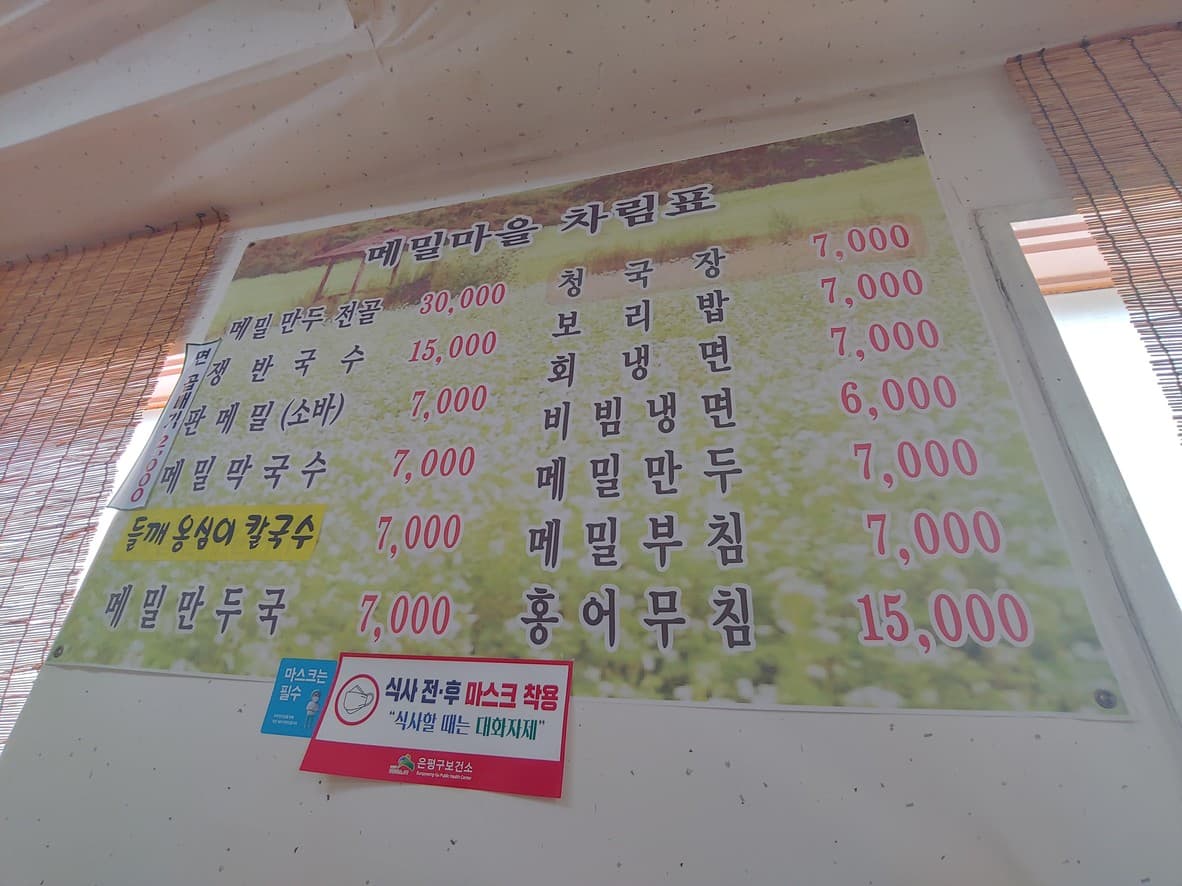 메밀마을 차림표
메밀만두 전골 30,000
쟁반국수 15,000
판메밀(소바) 7,000
메밀막국수 7,000
들깨 옹심이 칼국수 7,000
메밀만두국 7,000
면 곱빼기 2,000
청국장 7,000
보리밥 7,000
회냉면 7,000
비빔냉면 6,000
메밀만두 7,000
메밀부침 7,000
홍어무침 15,000
마스크는
필수
식사 전·후 마스크 착용
"식사할 때는 대화자제"
은평구보건소
Eunpyeong-gu Public Health Center